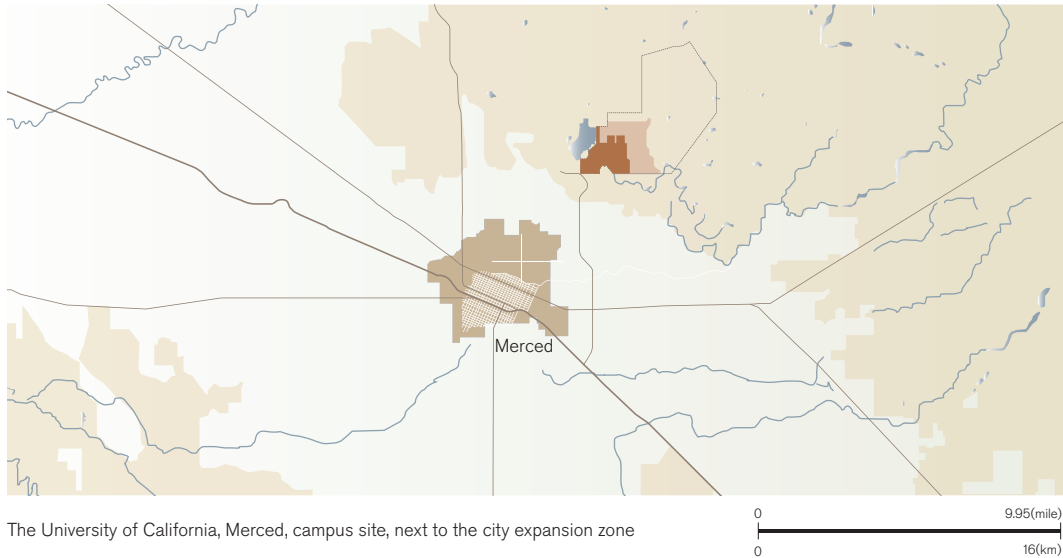 Merced
The University of California, Merced, campus site, next to the city expansion zone
0 9.95(mile)
0 16(km)